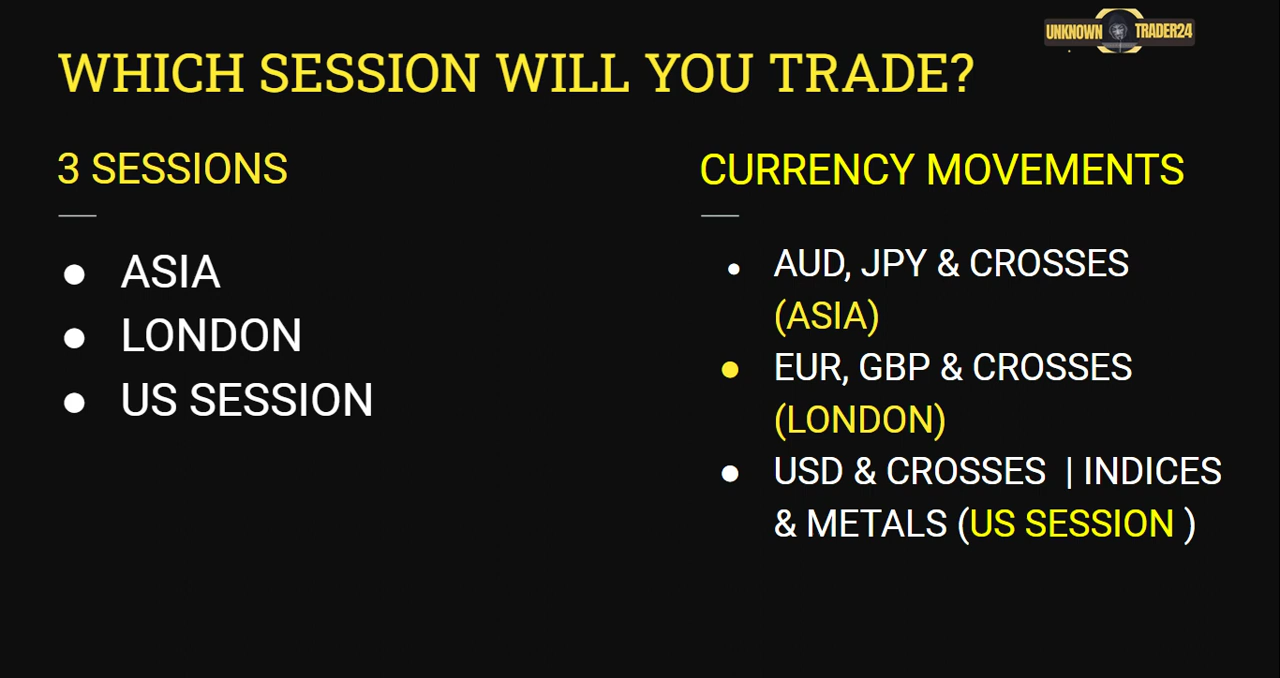 UNKNOWN TRADER24
WHICH SESSION WILL YOU TRADE?
3 SESSIONS
● ASIA
● LONDON
● US SESSION
CURRENCY MOVEMENTS
● AUD, JPY & CROSSES
(ASIA)
● EUR, GBP & CROSSES
(LONDON)
● USD & CROSSES | INDICES
& METALS (US SESSION )